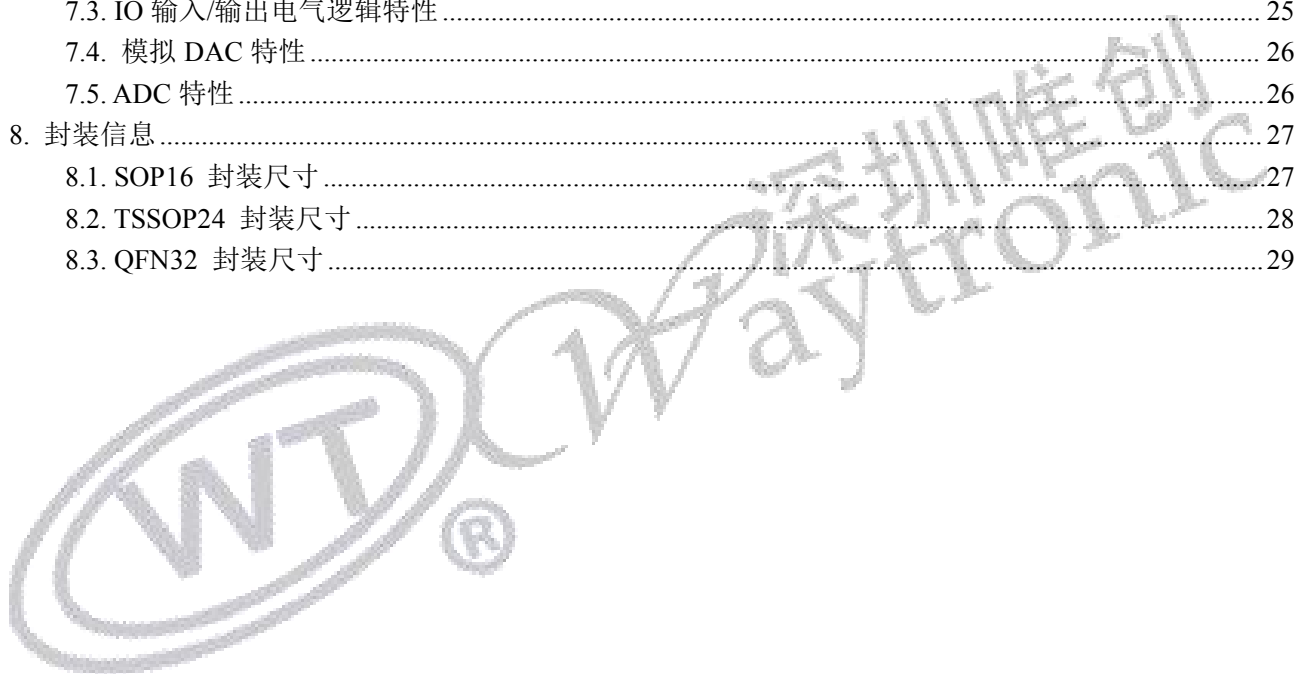 7.3. IO 输入/输出电气逻辑特性 25
7.4. 模拟 DAC 特性 26
7.5. ADC 特性 26
8. 封装信息 27
8.1. SOP16 封装尺寸 27
8.2. TSSOP24 封装尺寸 28
8.3. QFN32 封装尺寸 29
深圳唯创
Waytronic
WT
®